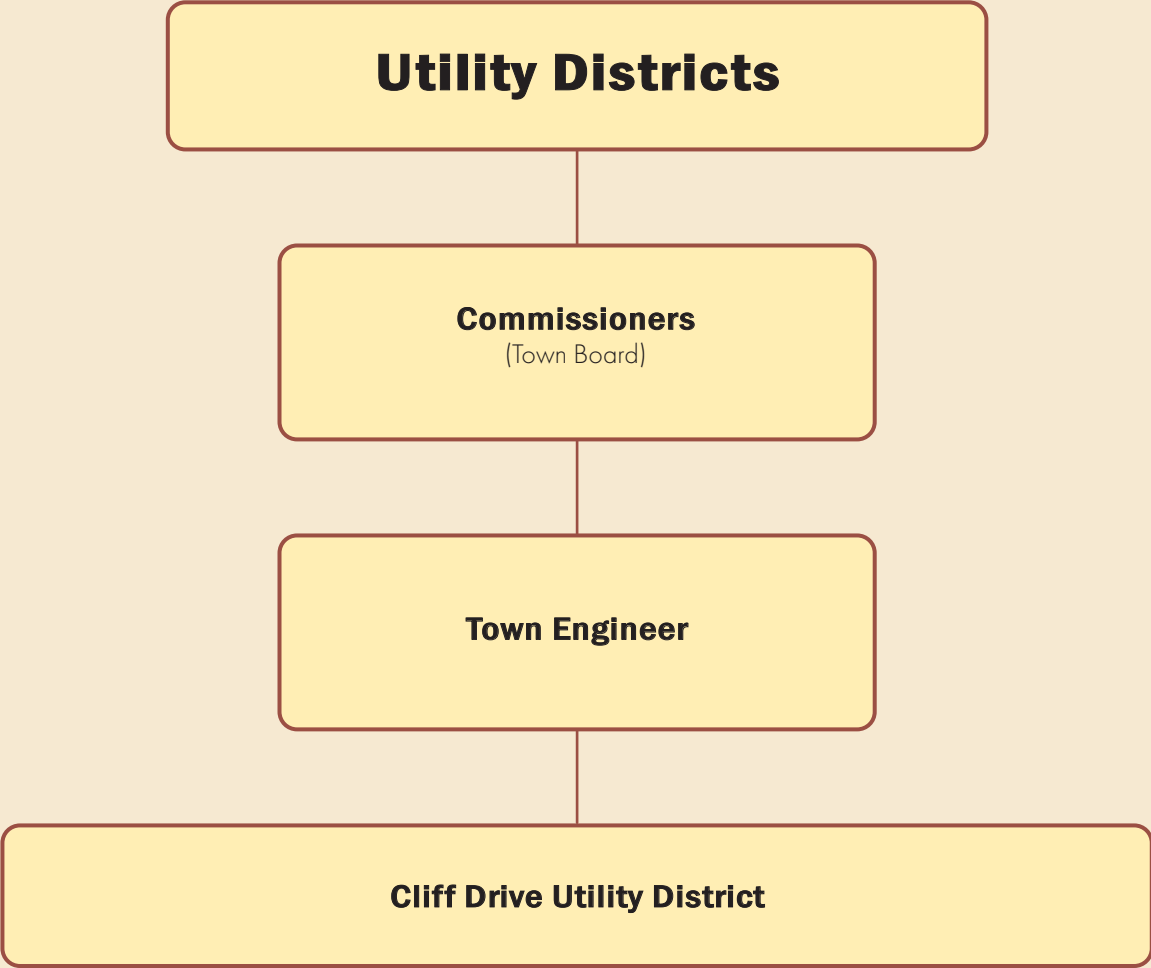 Utility Districts
Commissioners
(Town Board)
Town Engineer
Cliff Drive Utility District